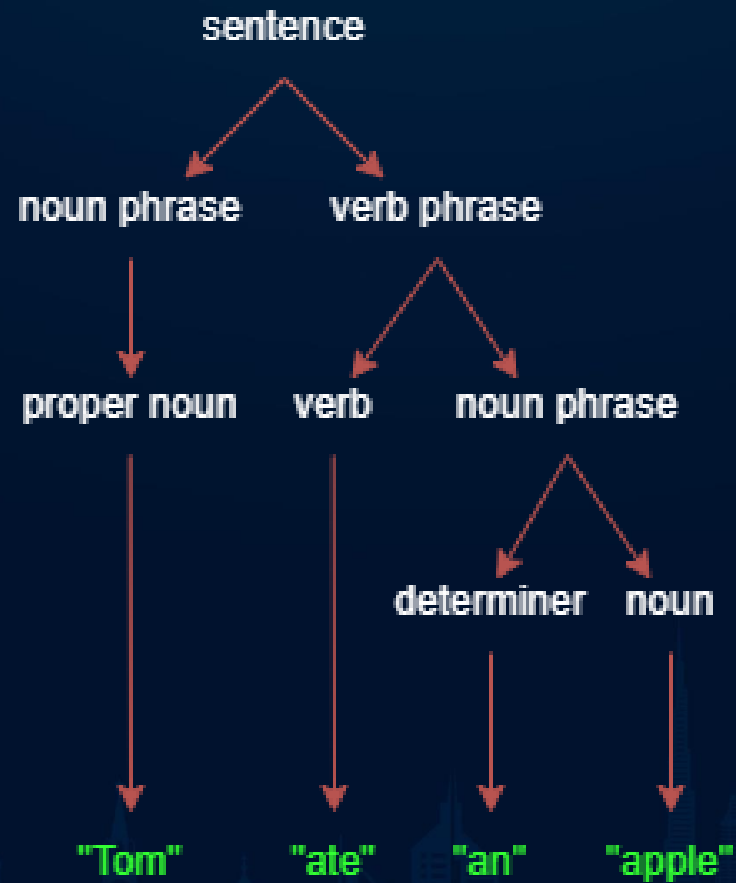 sentence
noun phrase verb phrase
proper noun verb noun phrase
determiner noun
"Tom" "ate" "an" "apple"